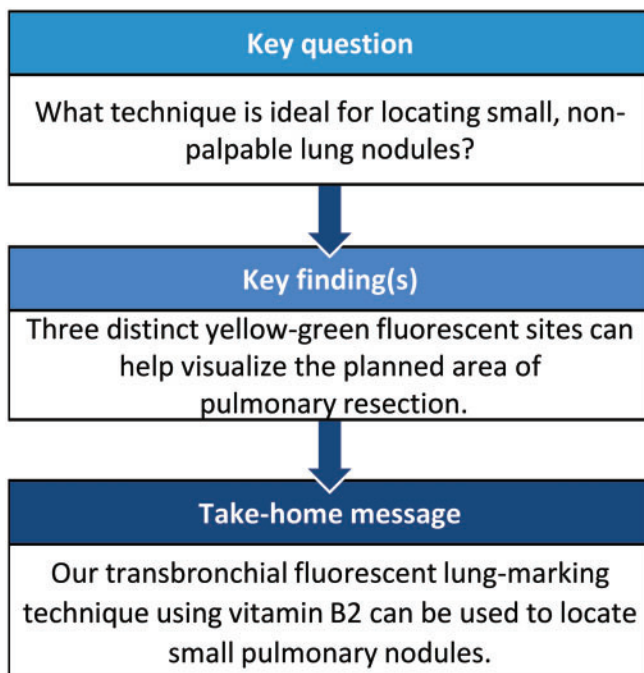 Key question
What technique is ideal for locating small, non-
palpable lung nodules?
Key finding(s)
Three distinct yellow-green fluorescent sites can
help visualize the planned area of
pulmonary resection.
Take-home message
Our transbronchial fluorescent lung-marking
technique using vitamin B2 can be used to locate
small pulmonary nodules.